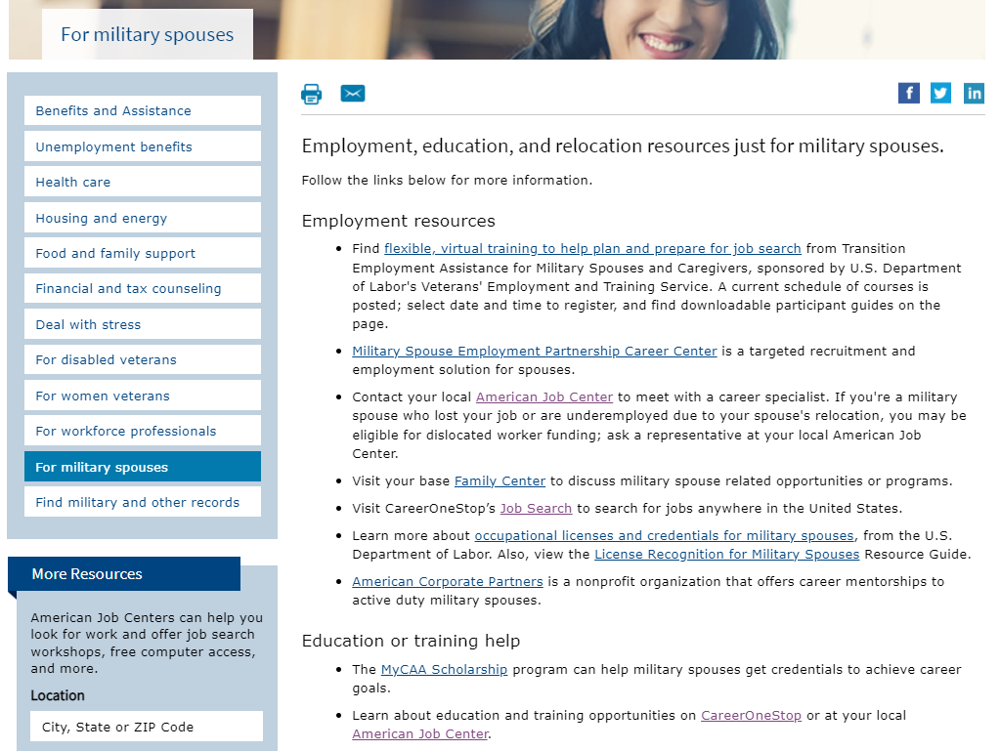 For military spouses
Benefits and Assistance
Unemployment benefits
Health care
Housing and energy
Food and family support
Financial and tax counseling
Deal with stress
For disabled veterans
For women veterans
For workforce professionals
For military spouses
Find military and other records
More Resources
American Job Centers can help you
look for work and offer job search
workshops, free computer access,
and more.
Location
City, State or ZIP Code
f
in
Employment, education, and relocation resources just for military spouses.
Follow the links below for more information.
Employment resources
• Find flexible, virtual training to help plan and prepare for job search from Transition
Employment Assistance for Military Spouses and Caregivers, sponsored by U.S. Department
of Labor's Veterans' Employment and Training Service. A current schedule of courses is
posted; select date and time to register, and find downloadable participant guides on the
page.
• Military Spouse Employment Partnership Career Center is a targeted recruitment and
employment solution for spouses.
• Contact your local American Job Center to meet with a career specialist. If you're a military
spouse who lost your job or are underemployed due to your spouse's relocation, you may be
eligible for dislocated worker funding; ask a representative at your local American Job
Center.
• Visit your base Family Center to discuss military spouse related opportunities or programs.
• Visit CareerOneStop’s Job Search to search for jobs anywhere in the United States.
• Learn more about occupational licenses and credentials for military spouses, from the U.S.
Department of Labor. Also, view the License Recognition for Military Spouses Resource Guide.
• American Corporate Partners is a nonprofit organization that offers career mentorships to
active duty military spouses.
Education or training help
• The MyCAA Scholarship program can help military spouses get credentials to achieve career
goals.
• Learn about education and training opportunities on CareerOneStop or at your local
American Job Center.